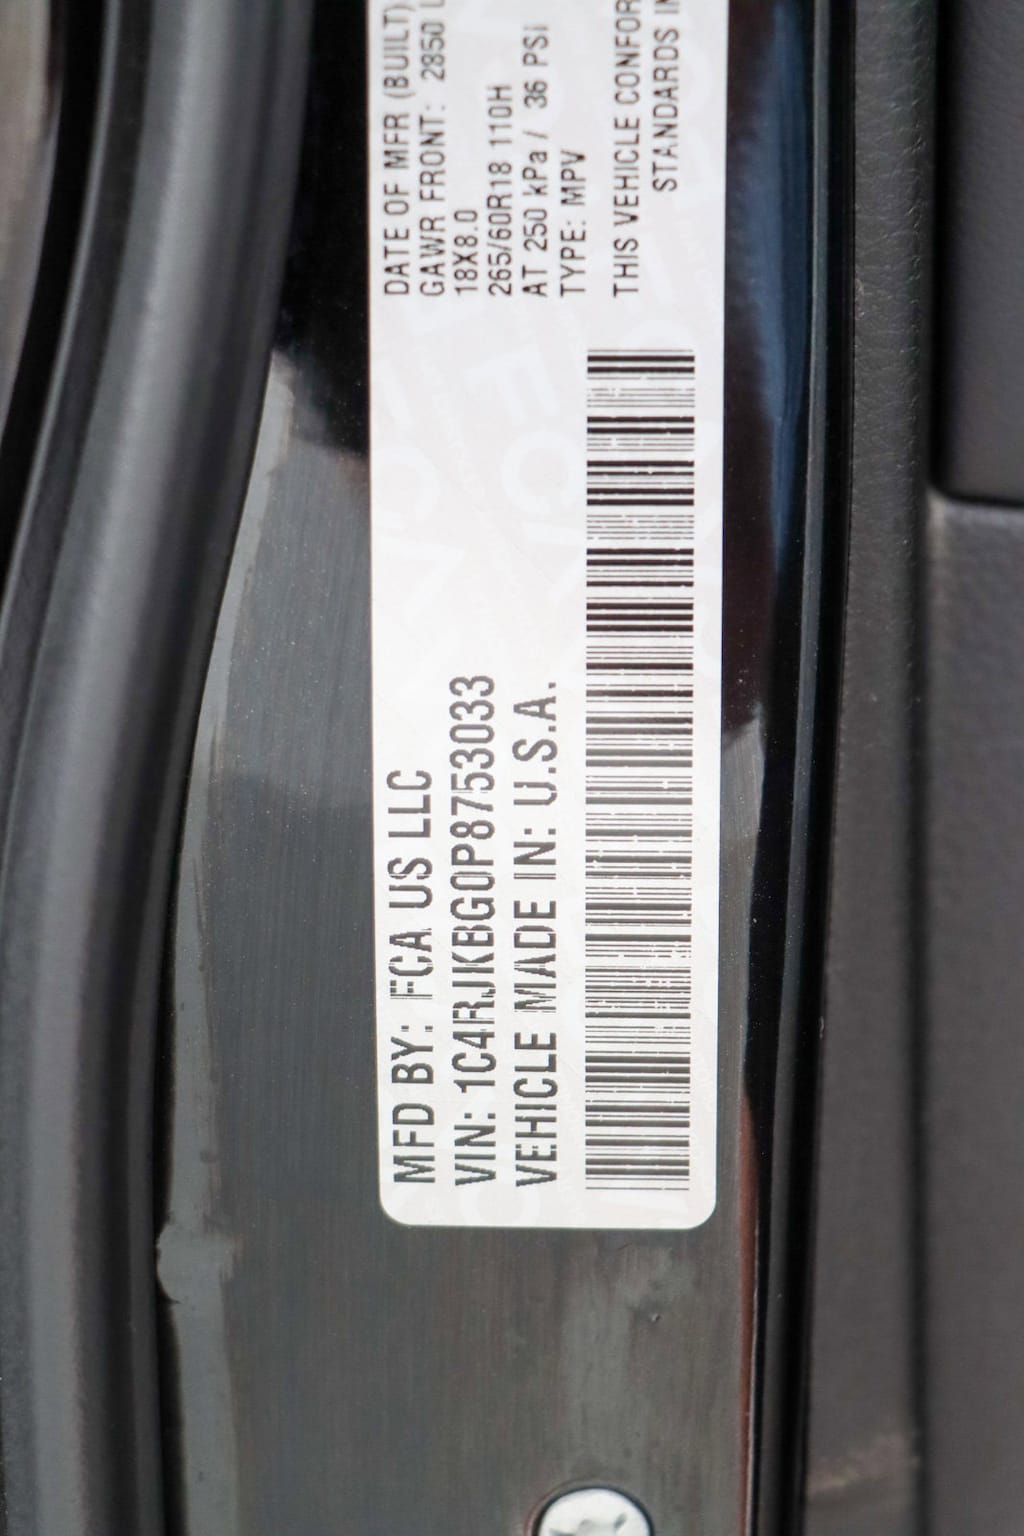 MFD BY: FCA US LLC
VIN: 1C4RJKBG0P8753033
VEHICLE MADE IN: U.S.A.
DATE OF MFR (BUILT)
GAWR FRONT: 2850
18X8.0
265/60R18 110H
AT 250 kPa / 36 PSI
TYPE: MPV
THIS VEHICLE CONFOR
STANDARDS IN